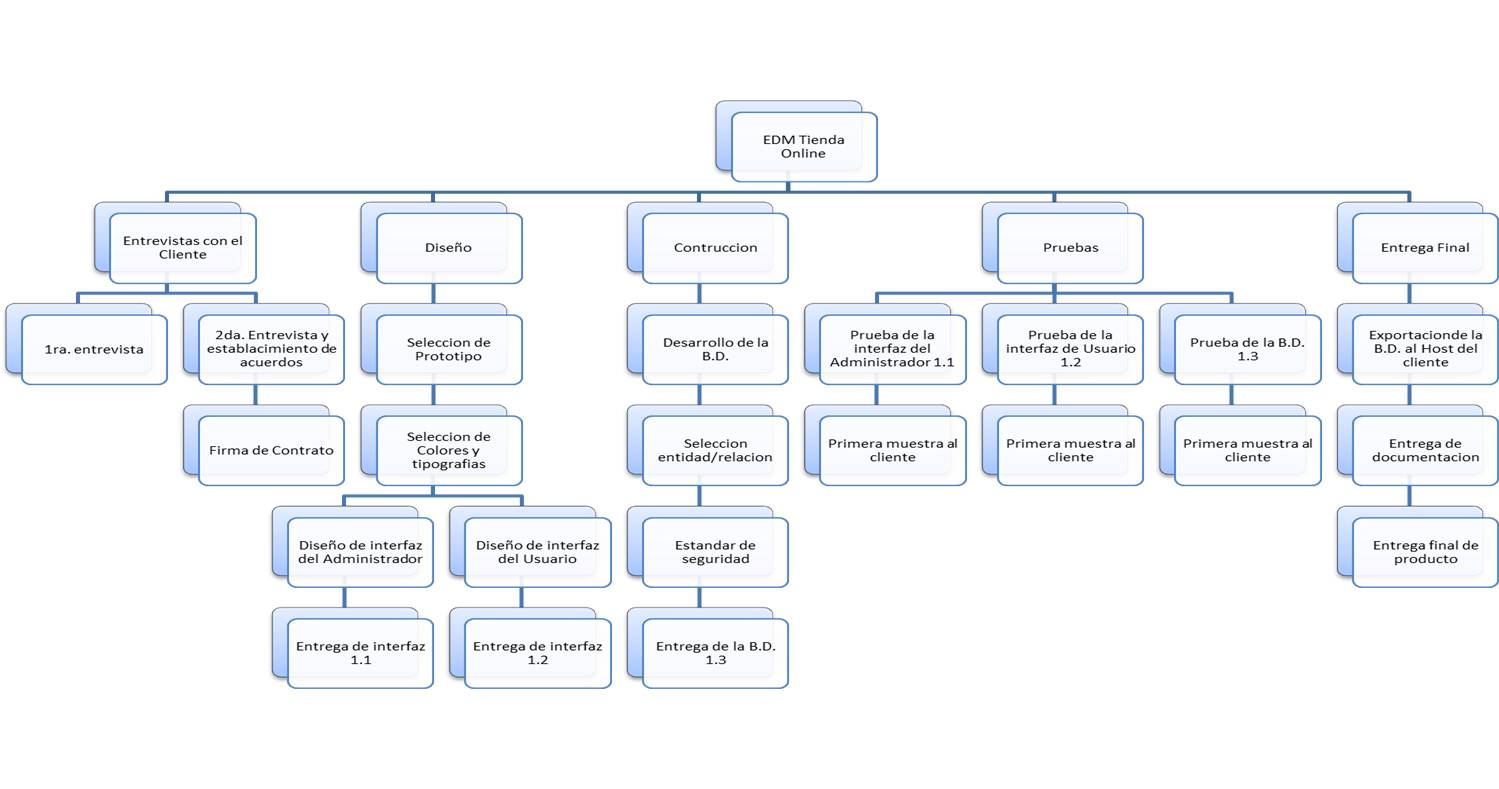 EDM Tienda
Online
Entrevistas con el
Cliente
Diseño
Contruccion
Pruebas
Entrega Final
1ra. entrevista
2da. Entrevista y
establacimiento de
acuerdos
Seleccion de
Prototipo
Desarrollo de la
B.D.
Prueba de la
interfaz del
Administrador 1.1
Prueba de la
interfaz de Usuario
1.2
Prueba de la B.D.
1.3
Exportacionde la
B.D. al Host del
cliente
Firma de Contrato
Seleccion de
Colores y
tipografias
Seleccion
entidad/relacion
Primera muestra al
cliente
Primera muestra al
cliente
Primera muestra al
cliente
Entrega de
documentacion
Diseño de interfaz
del Administrador
Diseño de interfaz
del Usuario
Estandar de
seguridad
Entrega final de
producto
Entrega de interfaz
1.1
Entrega de interfaz
1.2
Entrega de la B.D.
1.3